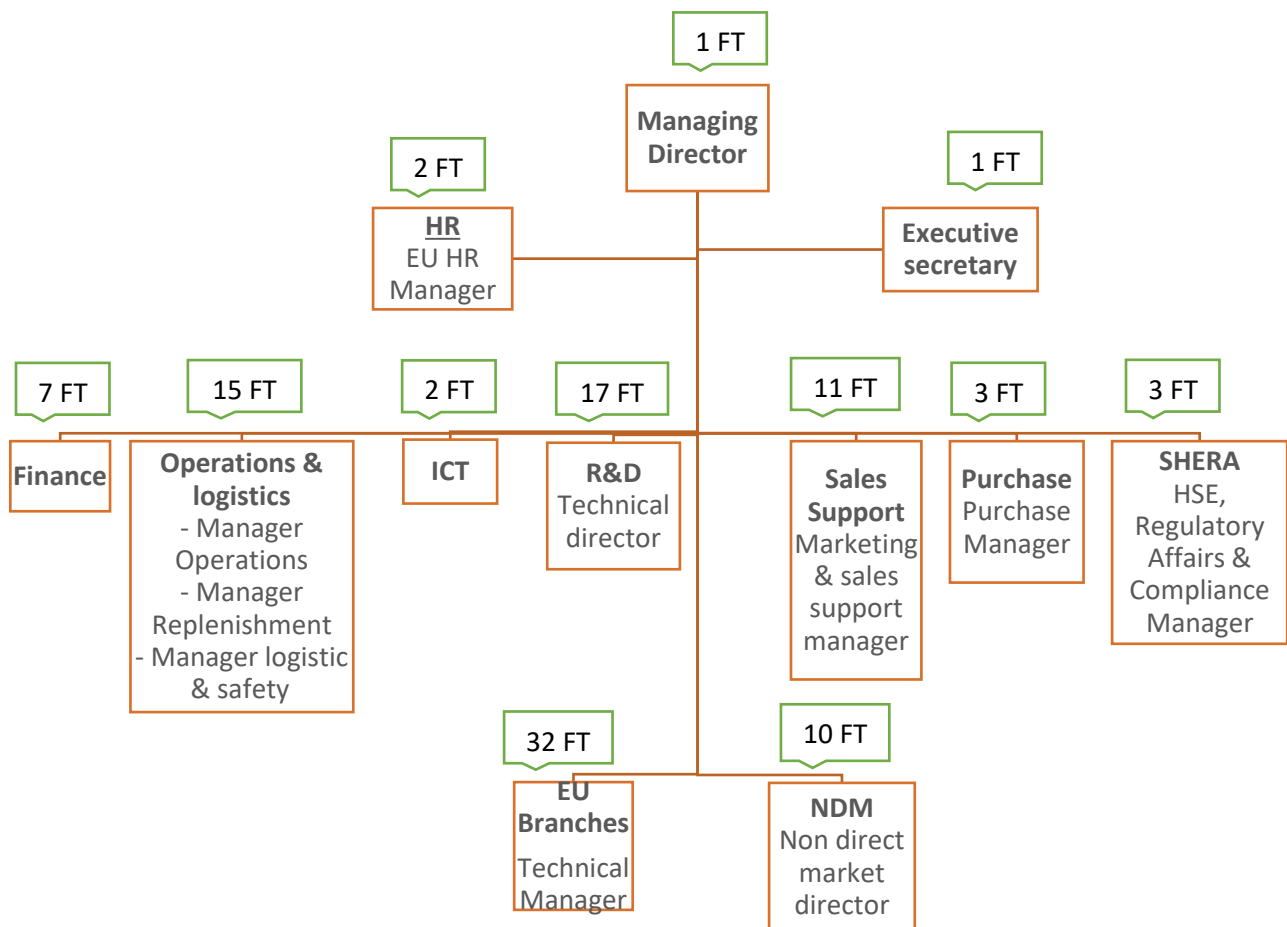 1 FT
Managing
Director
2 FT
HR
EU HR
Manager
1 FT
Executive
secretary
7 FT
Finance
15 FT
Operations &
logistics
- Manager
Operations
- Manager
Replenishment
- Manager logistic
& safety
2 FT
ICT
17 FT
R&D
Technical
director
11 FT
Sales
Support
Marketing
& sales
support
manager
3 FT
Purchase
Purchase
Manager
3 FT
SHERA
HSE,
Regulatory
Affairs &
Compliance
Manager
32 FT
EU
Branches
Technical
Manager
10 FT
NDM
Non direct
market
director